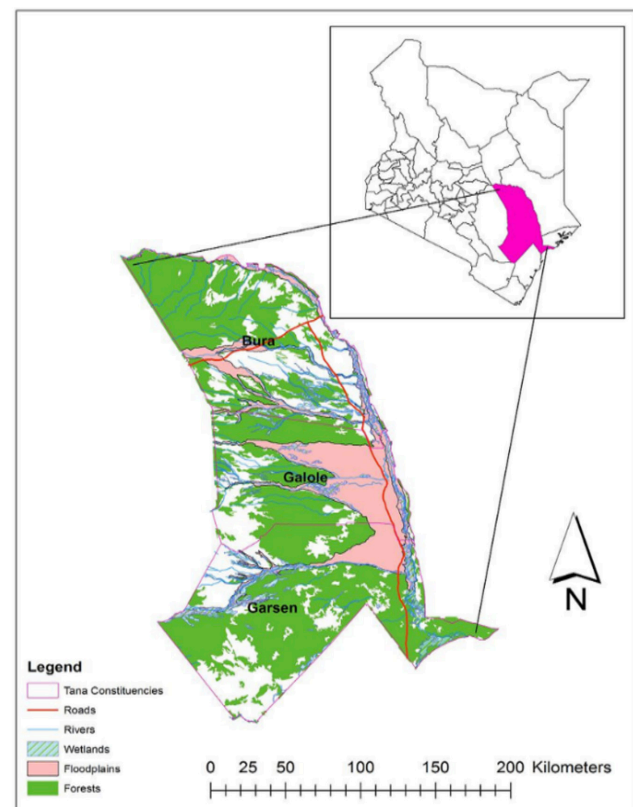 Bura
Galole
Garsen
N
Legend
Tana Constituencies
Roads
Rivers
Wetlands
Floodplains
Forests
0 25 50 100 150 200 Kilometers